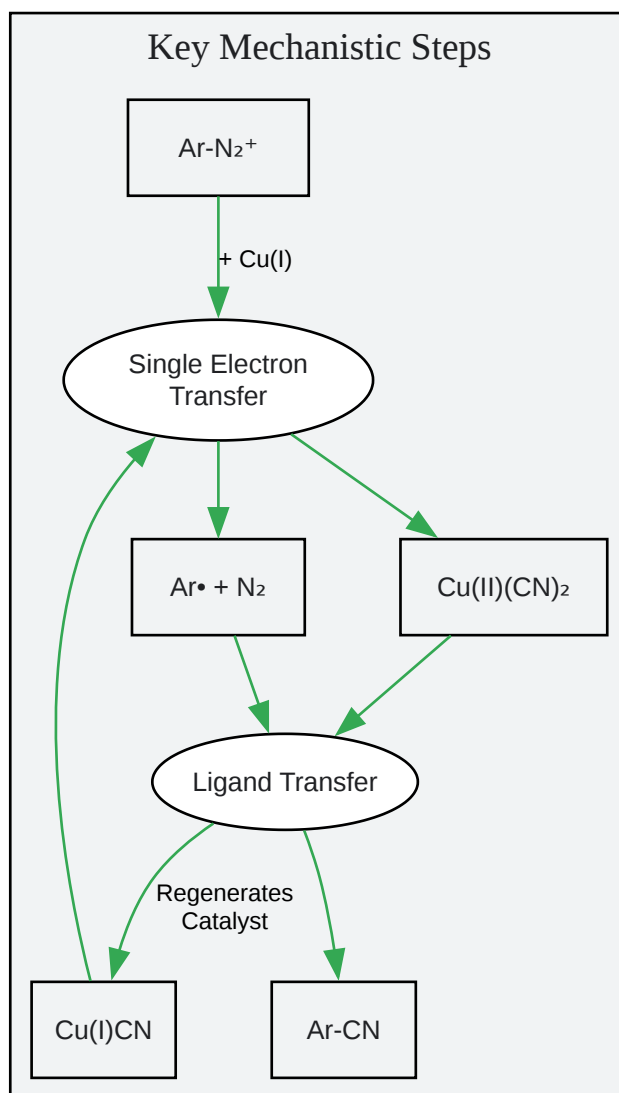 Key Mechanistic Steps
Ar-N₂⁺
+ Cu(I)
Single Electron
Transfer
Ar• + N₂
Cu(II)(CN)₂
Ligand Transfer
Regenerates
Catalyst
Cu(I)CN
Ar-CN